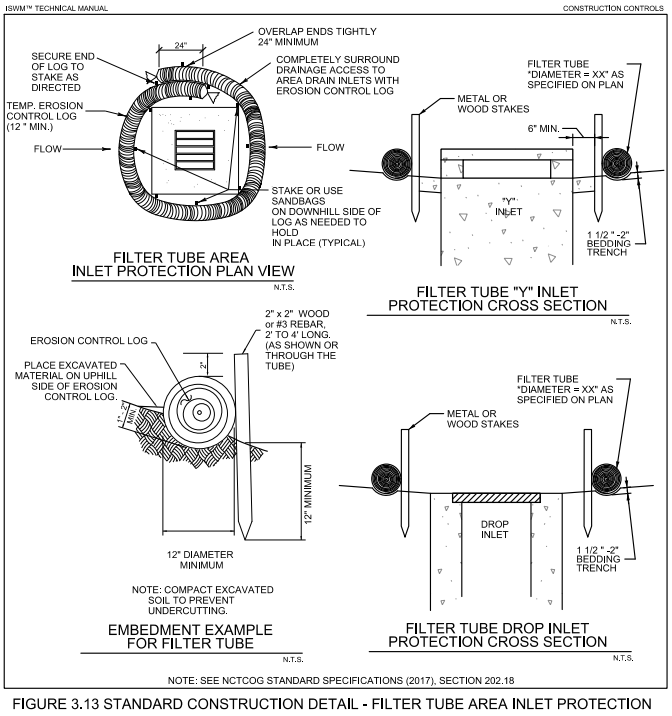 ISWM™ TECHNICAL MANUAL
CONSTRUCTION CONTROLS
24"
OVERLAP ENDS TIGHTLY
24" MINIMUM
SECURE END
OF LOG TO
STAKE AS
DIRECTED
COMPLETELY SURROUND
DRAINAGE ACCESS TO
AREA DRAIN INLETS WITH
EROSION CONTROL LOG
TEMP. EROSION
CONTROL LOG
(12 " MIN.)
FLOW
FLOW
STAKE OR USE
SANDBAGS
ON DOWNHILL SIDE OF
LOG AS NEEDED TO
HOLD
IN PLACE (TYPICAL)
FILTER TUBE AREA
INLET PROTECTION PLAN VIEW
N.T.S.
FILTER TUBE
"DIAMETER = XX" AS
SPECIFIED ON PLAN
METAL OR
WOOD STAKES
6" MIN.
"Y"
INLET
1 1/2 " -2"
BEDDING
TRENCH
FILTER TUBE "Y" INLET
PROTECTION CROSS SECTION
N.T.S.
2" x 2" WOOD
or #3 REBAR,
2' TO 4' LONG.
(AS SHOWN OR
THROUGH THE
TUBE)
EROSION CONTROL LOG
2"
PLACE EXCAVATED
MATERIAL ON UPHILL
SIDE OF EROSION
CONTROL LOG.
1" - 2"
MIN.
12" MINIMUM
12" DIAMETER
MINIMUM
NOTE: COMPACT EXCAVATED
SOIL TO PREVENT
UNDERCUTTING.
EMBEDMENT EXAMPLE
FOR FILTER TUBE
N.T.S.
FILTER TUBE
"DIAMETER = XX" AS
SPECIFIED ON PLAN
METAL OR
WOOD STAKES
DROP
INLET
1 1/2 " -2"
BEDDING
TRENCH
FILTER TUBE DROP INLET
PROTECTION CROSS SECTION
N.T.S.
NOTE: SEE NCTCOG STANDARD SPECIFICATIONS (2017), SECTION 202.18
FIGURE 3.13 STANDARD CONSTRUCTION DETAIL - FILTER TUBE AREA INLET PROTECTION